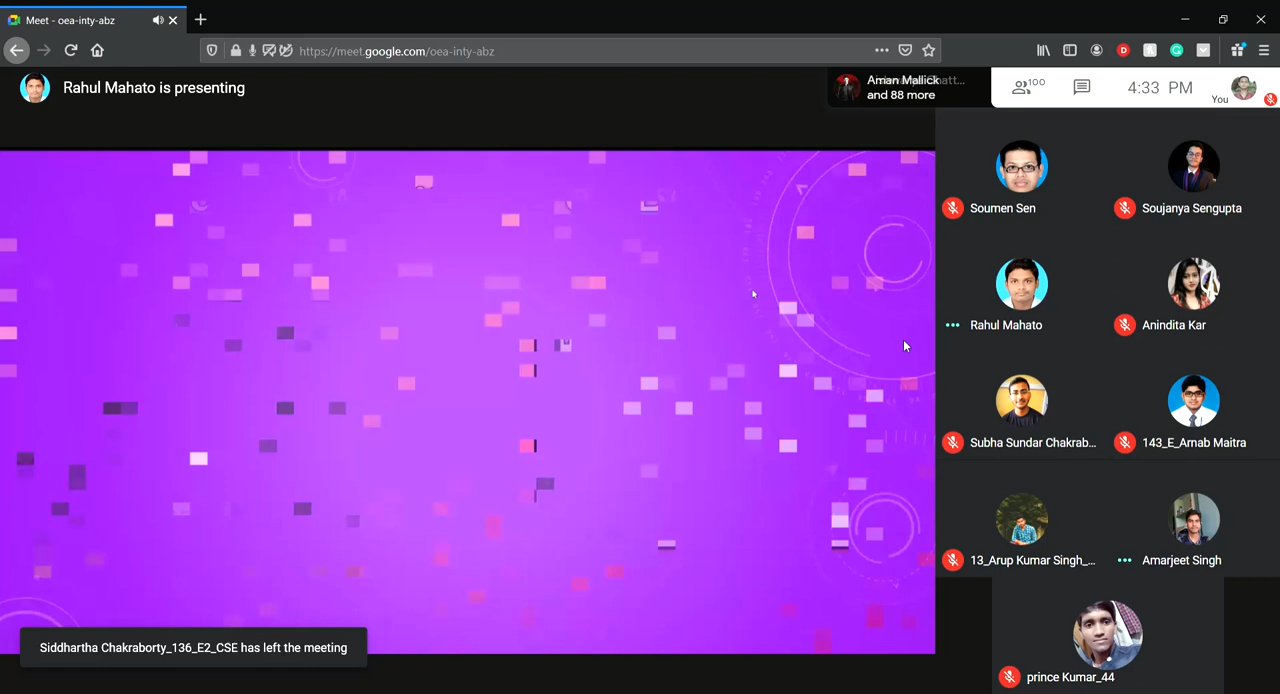 Meet - oea-inty-abz
https://meet.google.com/oea-inty-abz
Rahul Mahato is presenting
Aman Mallick
and 88 more
100
4:33 PM
You
Soumen Sen
Soujanya Sengupta
Rahul Mahato
Anindita Kar
Subha Sundar Chakrab...
143_E_Arnab Maitra
13_Arup Kumar Singh_...
Amarjeet Singh
prince Kumar_44
Siddhartha Chakraborty_136_E2_CSE has left the meeting